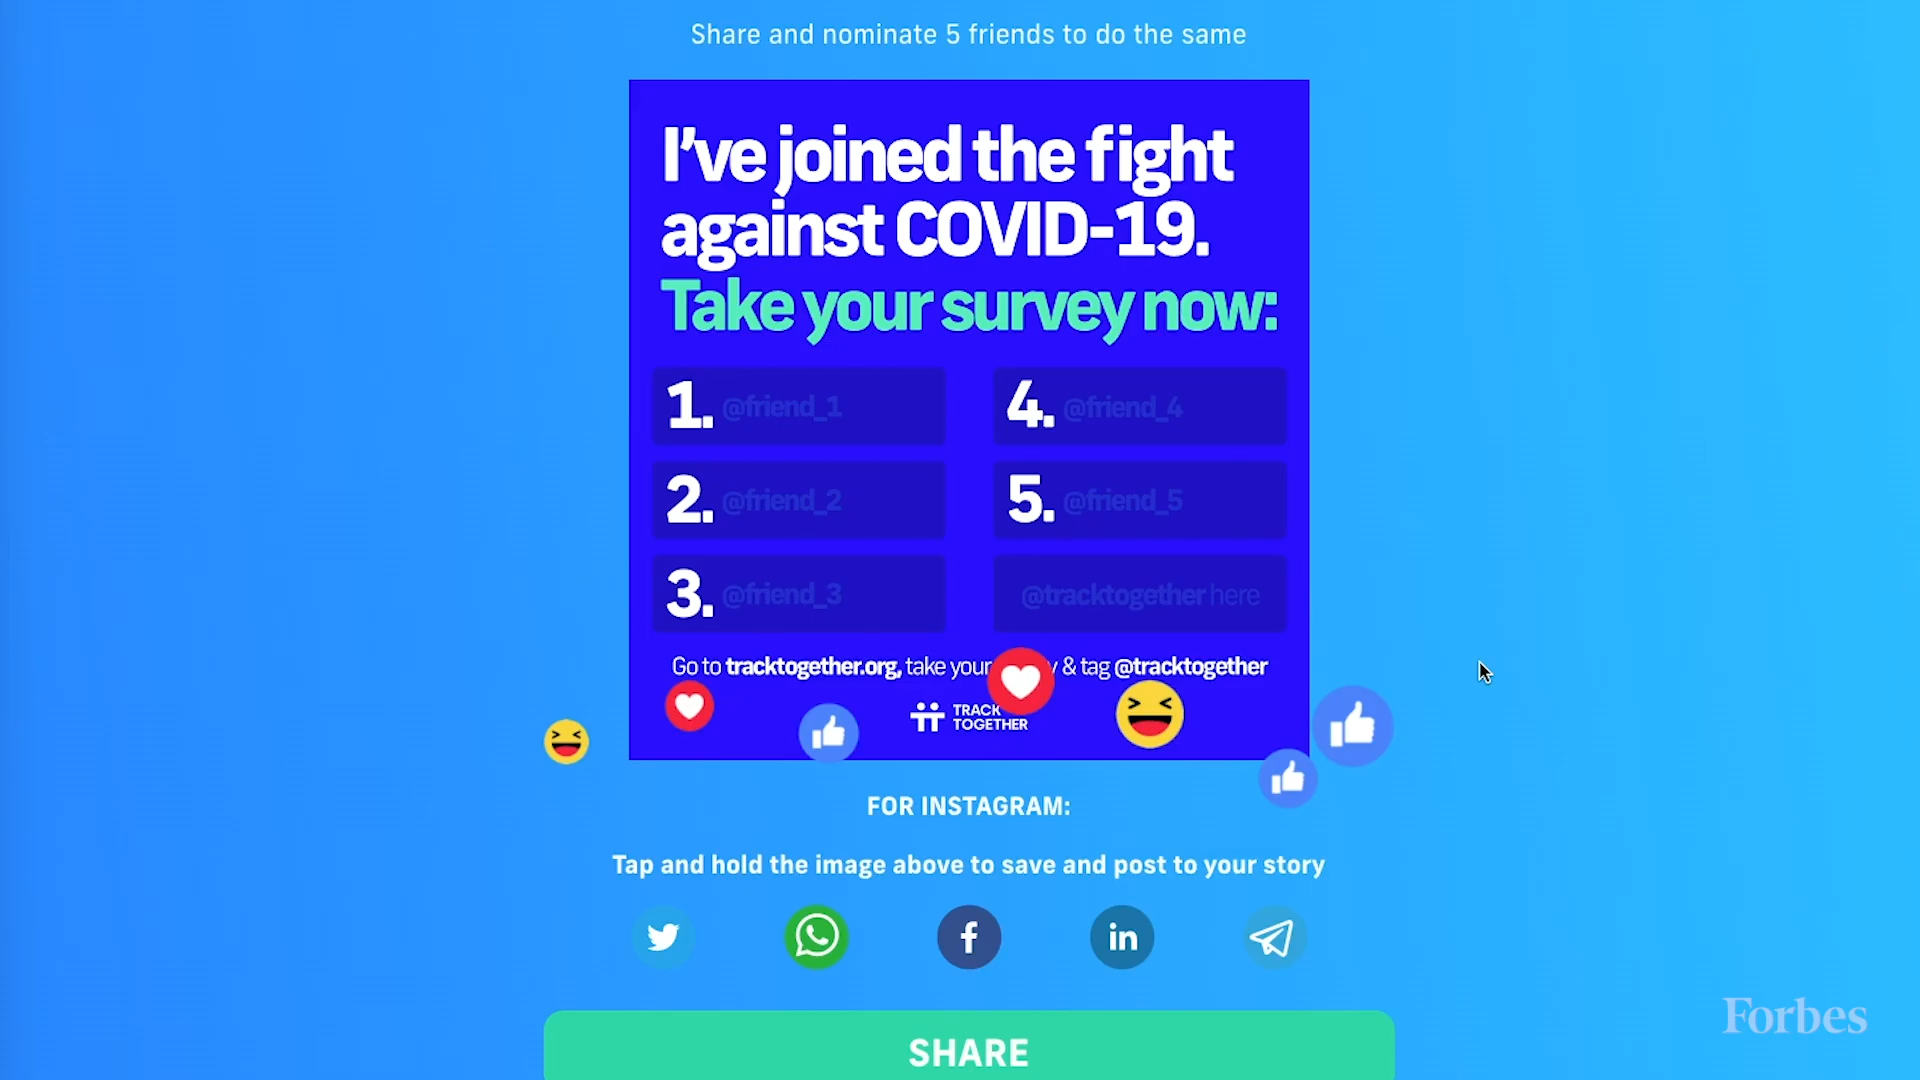 Share and nominate 5 friends to do the same
I've joined the fight
against COVID-19.
Take your survey now:
1. @friend_1
2. @friend_2
3. @friend_3
4. @friend_4
5. @friend_5
@tracktogether here
Go to tracktogether.org, take your & tag @tracktogether
TRACK
TOGETHER
FOR INSTAGRAM:
Tap and hold the image above to save and post to your story
in
SHARE
Forbes